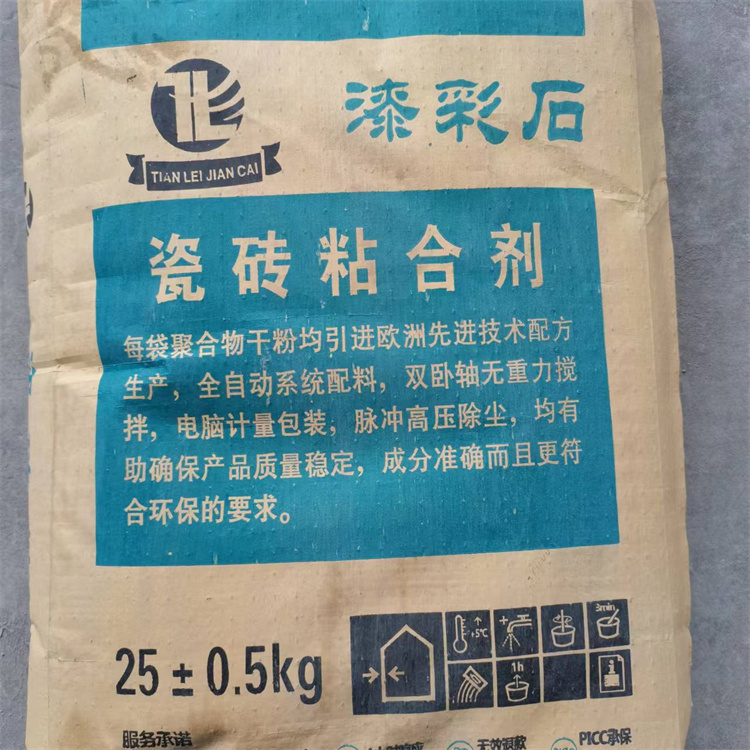 漆彩石
TIAN LEI JIAN CAI
瓷砖粘合剂
每袋聚合物干粉均引进欧洲先进技术配方
生产，全自动系统配料，双卧轴无重力搅
拌，电脑计量包装，脉冲高压除尘，均有
助确保产品质量稳定，成分准确而且更符
合环保的要求。
+5℃
3min
1h
25±0.5kg
服务承诺
无效退款
PICC承保